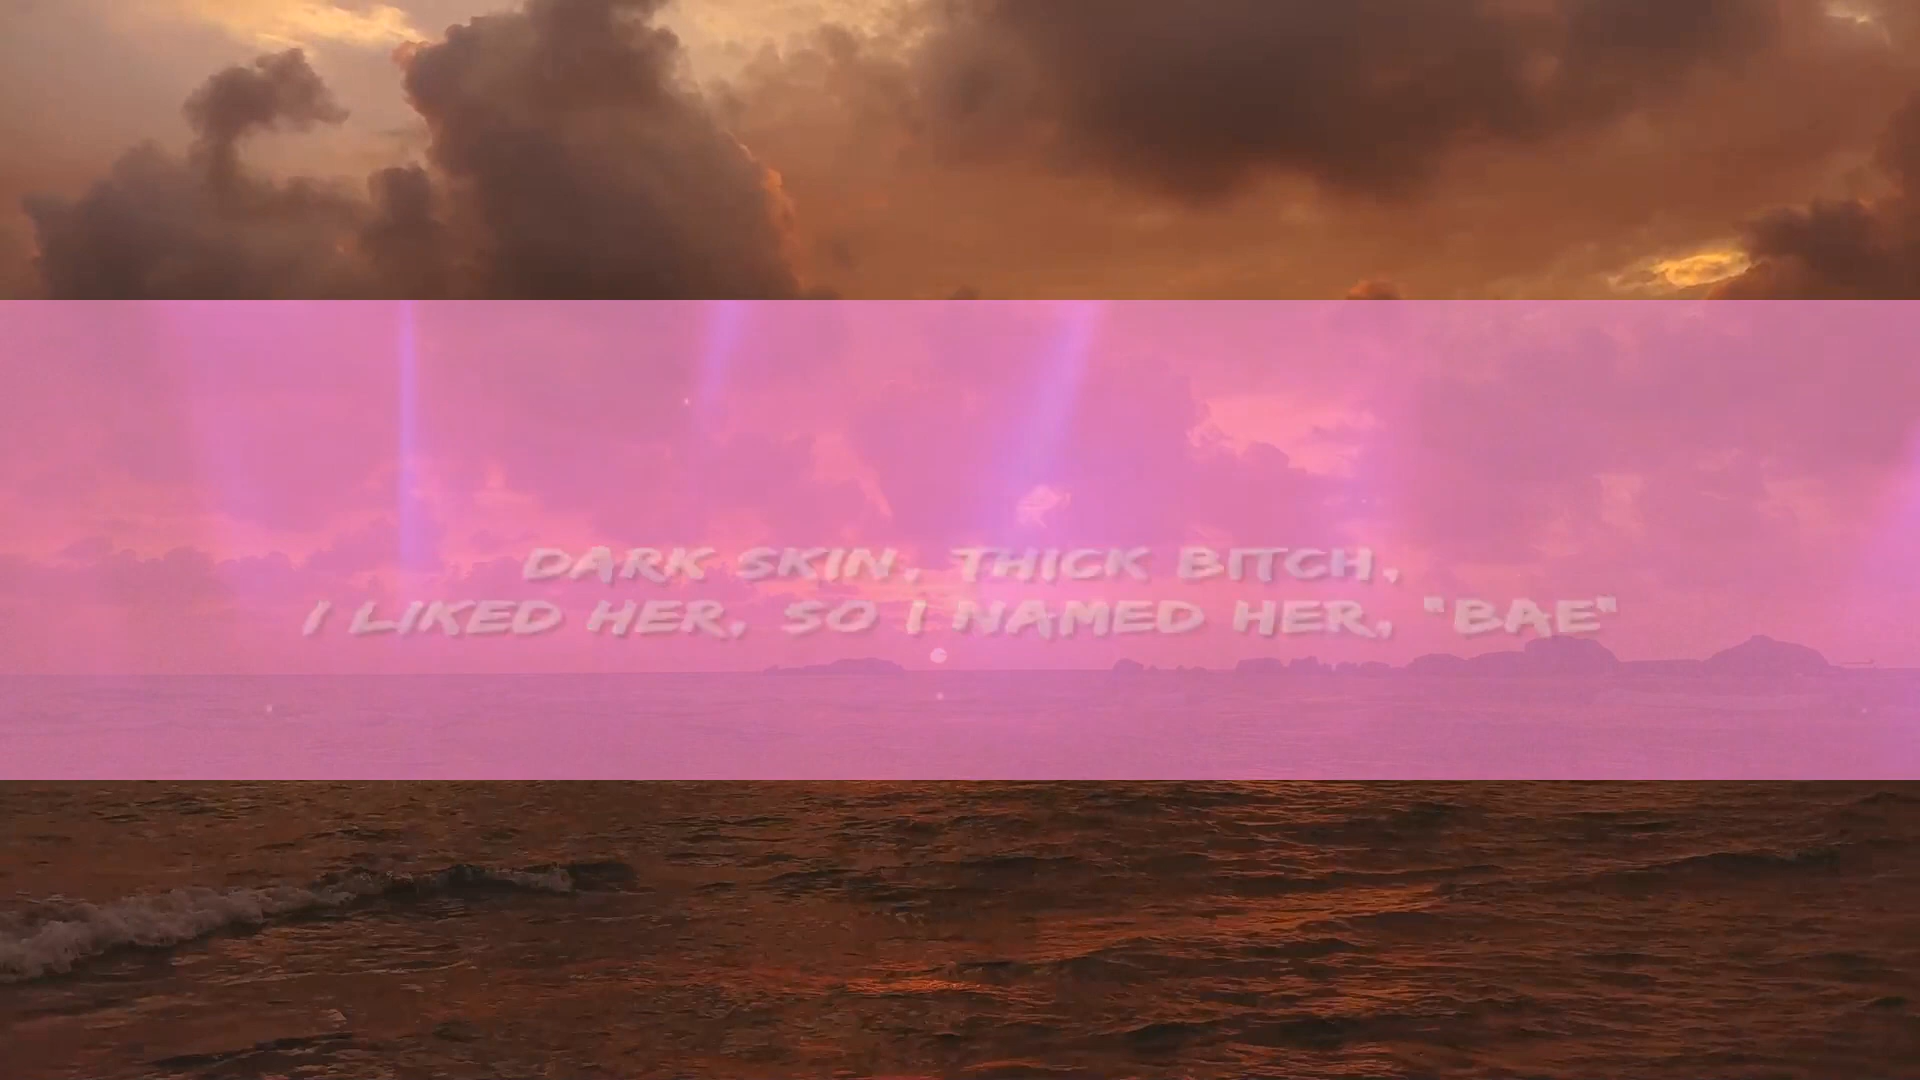 DARK SKIN, THICK BITCH,
I LIKED HER, SO I NAMED HER, "BAE"